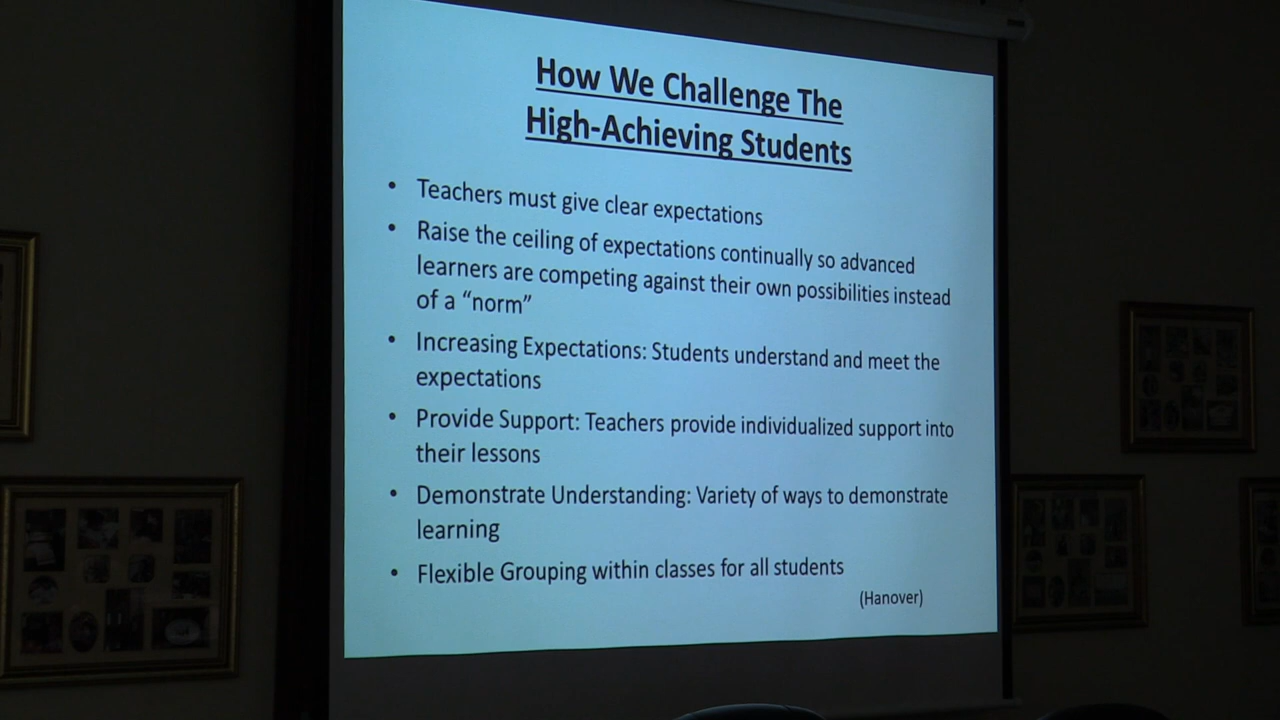 How We Challenge The
High-Achieving Students
• Teachers must give clear expectations
• Raise the ceiling of expectations continually so advanced
learners are competing against their own possibilities instead
of a “norm”
• Increasing Expectations: Students understand and meet the
expectations
• Provide Support: Teachers provide individualized support into
their lessons
• Demonstrate Understanding: Variety of ways to demonstrate
learning
• Flexible Grouping within classes for all students
(Hanover)